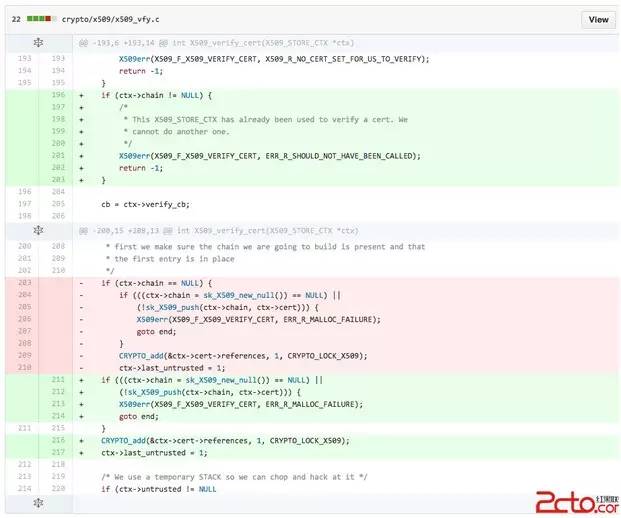 22 crypto/x509/x509_vfy.c View
@@ -193,6 +193,14 @@ int X509_verify_cert(X509_STORE_CTX *ctx)
193 193 X509err(X509_F_X509_VERIFY_CERT, X509_R_NO_CERT_SET_FOR_US_TO_VERIFY);
194 194 return -1;
195 195 }
196 + if (ctx->chain != NULL) {
197 + /*
198 + * This X509_STORE_CTX has already been used to verify a cert. We
199 + * cannot do another one.
200 + */
201 + X509err(X509_F_X509_VERIFY_CERT, ERR_R_SHOULD_NOT_HAVE_BEEN_CALLED);
202 + return -1;
203 + }
196 204
197 205 cb = ctx->verify_cb;
198 206
@@ -200,15 +208,13 @@ int X509_verify_cert(X509_STORE_CTX *ctx)
200 208 * first we make sure the chain we are going to build is present and that
201 209 * the first entry is in place
202 210 */
203 - if (ctx->chain == NULL) {
204 - if (((ctx->chain = sk_X509_new_null()) == NULL) ||
205 - (!sk_X509_push(ctx->chain, ctx->cert))) {
206 - X509err(X509_F_X509_VERIFY_CERT, ERR_R_MALLOC_FAILURE);
207 - goto end;
208 - }
209 - CRYPTO_add(&ctx->cert->references, 1, CRYPTO_LOCK_X509);
210 - ctx->last_untrusted = 1;
211 + if (((ctx->chain = sk_X509_new_null()) == NULL) ||
212 + (!sk_X509_push(ctx->chain, ctx->cert))) {
213 + X509err(X509_F_X509_VERIFY_CERT, ERR_R_MALLOC_FAILURE);
214 + goto end;
211 215 }
216 + CRYPTO_add(&ctx->cert->references, 1, CRYPTO_LOCK_X509);
217 + ctx->last_untrusted = 1;
212 218
213 219 /* We use a temporary STACK so we can chop and hack at it */
214 220 if (ctx->untrusted != NULL
2cto.com